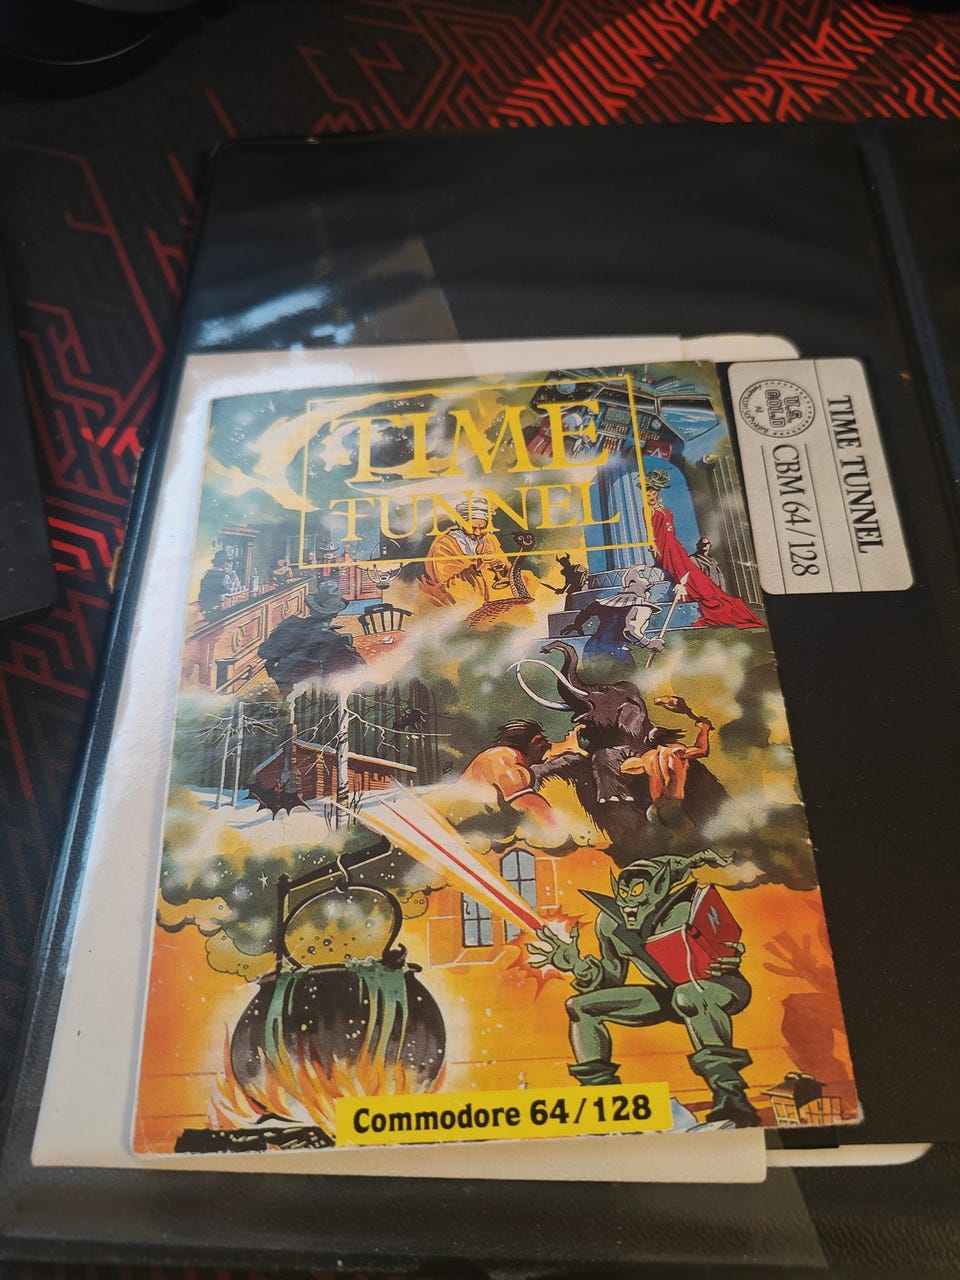 TIME
TUNNEL
Commodore 64/128
TIME TUNNEL
CBM 64/128
U.S.
GOLD